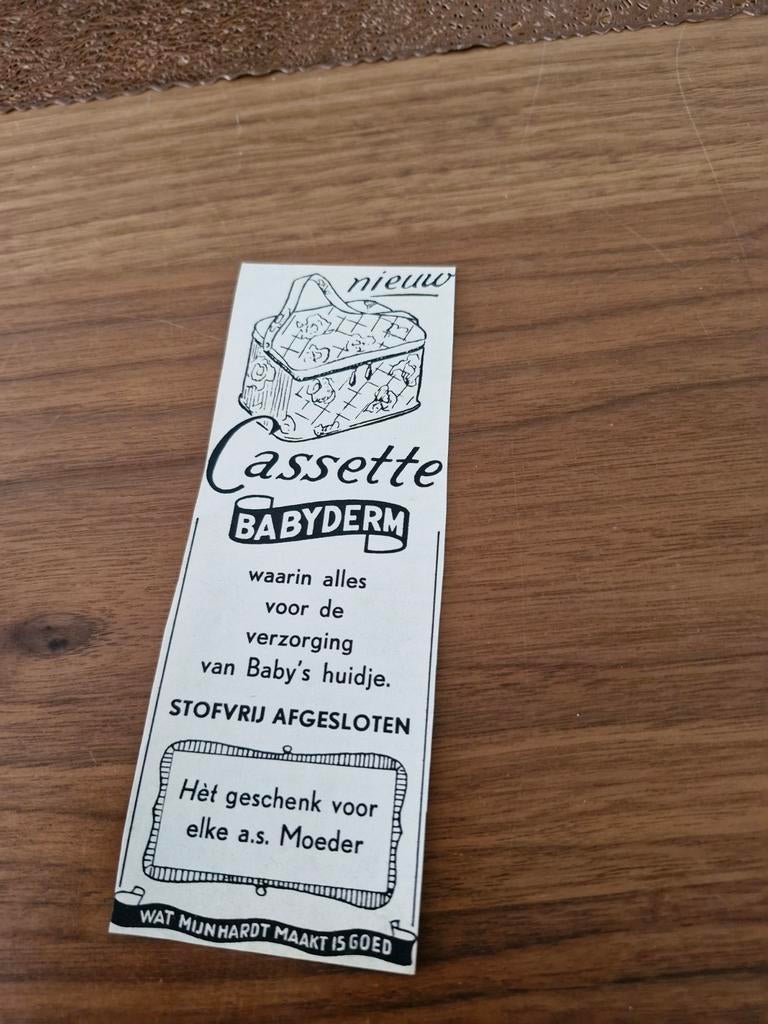 nieuw
Cassette
BABYDERM
waarin alles
voor de
verzorging
van Baby's huidje.
STOFVRIJ AFGESLOTEN
Hèt geschenk voor
elke a.s. Moeder
WAT MIJNHARDT MAAKT IS GOED